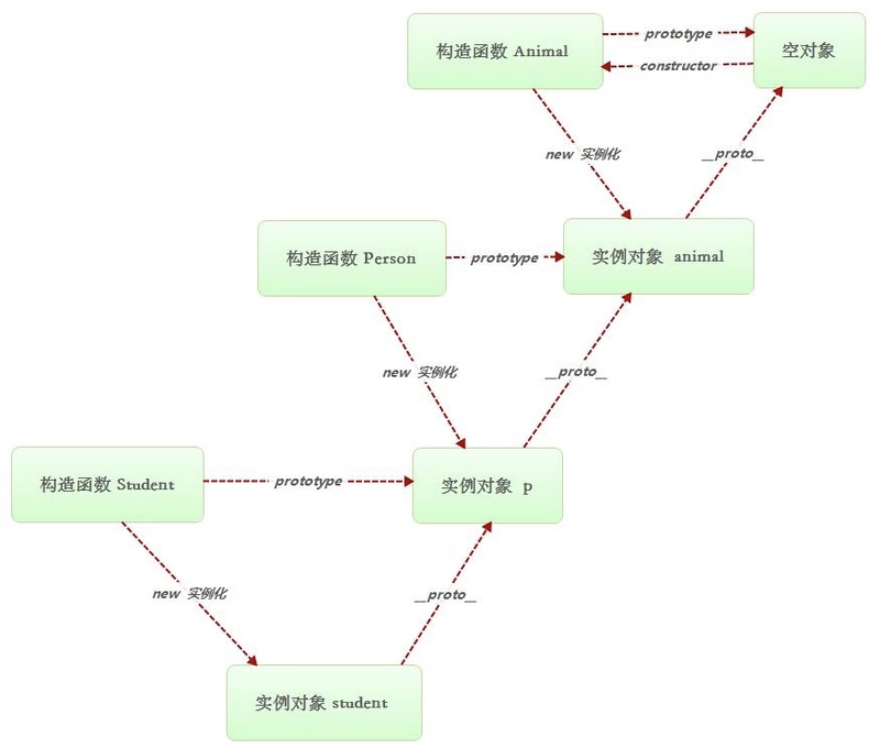 构造函数 Animal
prototype
空对象
constructor
new 实例化
__proto__
构造函数 Person
prototype
实例对象 animal
new 实例化
__proto__
构造函数 Student
prototype
实例对象 p
new 实例化
__proto__
实例对象 student